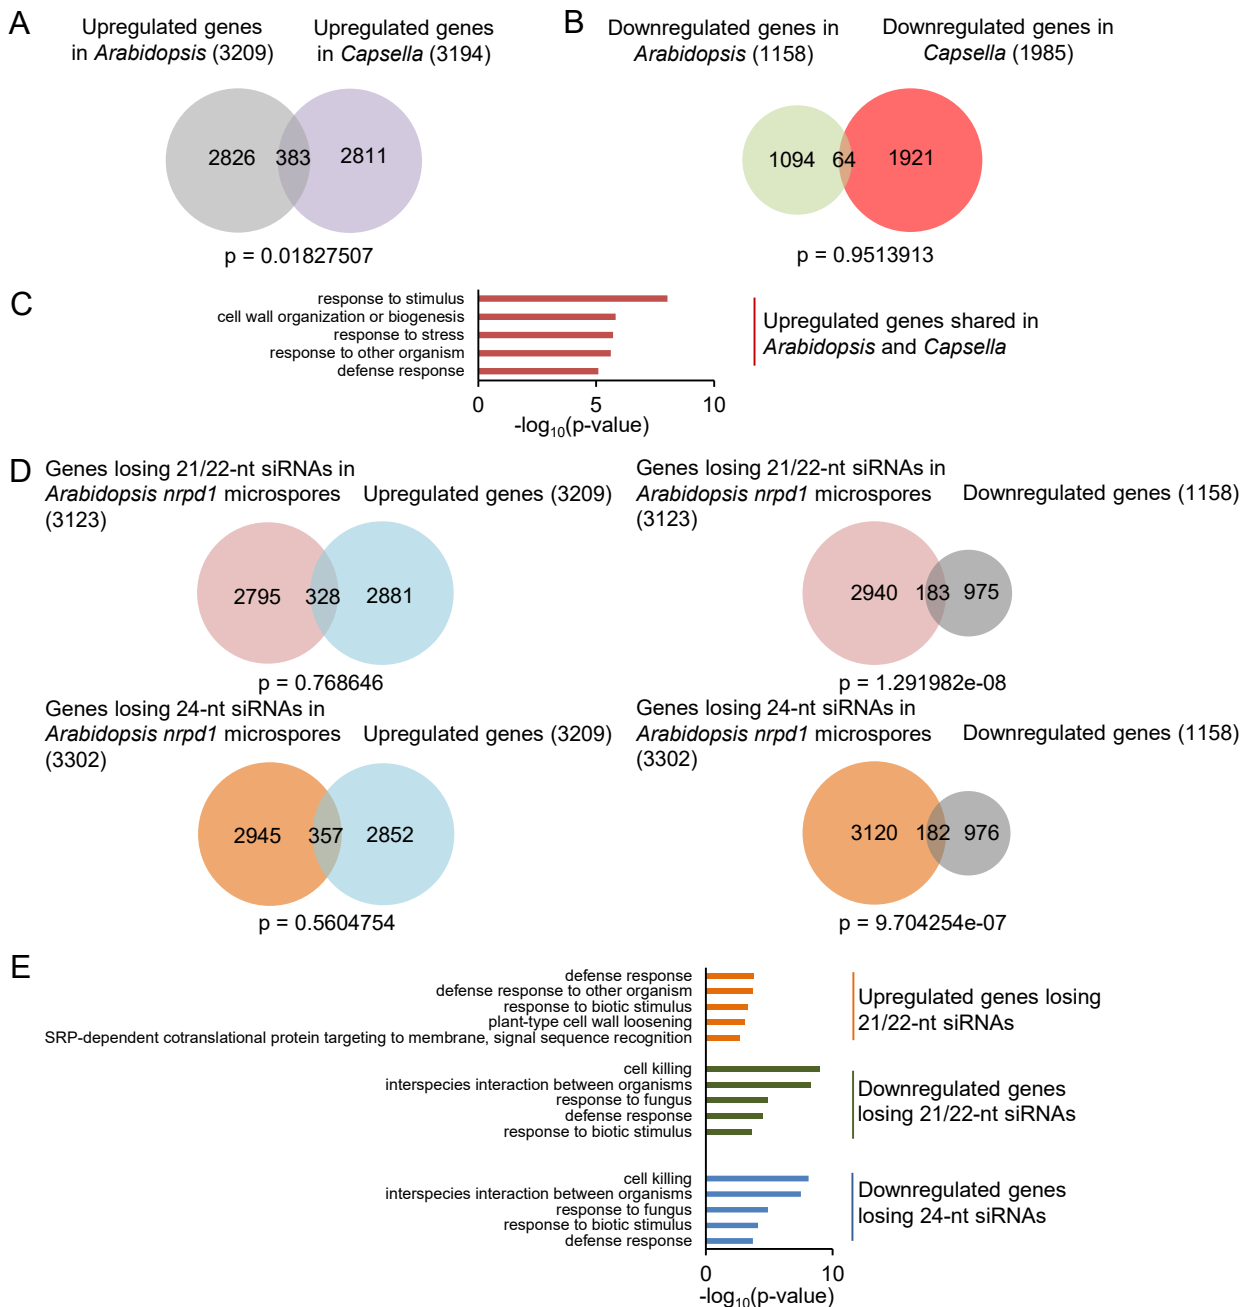 A
Upregulated genes
in Arabidopsis (3209)
Upregulated genes
in Capsella (3194)
2826
383
2811
p = 0.01827507
B
Downregulated genes in
Arabidopsis (1158)
Downregulated genes in
Capsella (1985)
1094
64
1921
p = 0.9513913
C
response to stimulus
cell wall organization or biogenesis
response to stress
response to other organism
defense response
0
5
10
-log10(p-value)
Upregulated genes shared in
Arabidopsis and Capsella
D
Genes losing 21/22-nt siRNAs in
Arabidopsis nrpd1 microspores
(3123)
Upregulated genes (3209)
2795
328
2881
p = 0.768646
Genes losing 21/22-nt siRNAs in
Arabidopsis nrpd1 microspores
(3123)
Downregulated genes (1158)
2940
183
975
p = 1.291982e-08
Genes losing 24-nt siRNAs in
Arabidopsis nrpd1 microspores
(3302)
Upregulated genes (3209)
2945
357
2852
p = 0.5604754
Genes losing 24-nt siRNAs in
Arabidopsis nrpd1 microspores
(3302)
Downregulated genes (1158)
3120
182
976
p = 9.704254e-07
E
defense response
defense response to other organism
response to biotic stimulus
plant-type cell wall loosening
SRP-dependent cotranslational protein targeting to membrane, signal sequence recognition
Upregulated genes losing
21/22-nt siRNAs
cell killing
interspecies interaction between organisms
response to fungus
defense response
response to biotic stimulus
Downregulated genes
losing 21/22-nt siRNAs
cell killing
interspecies interaction between organisms
response to fungus
response to biotic stimulus
defense response
Downregulated genes
losing 24-nt siRNAs
0
10
-log10(p-value)